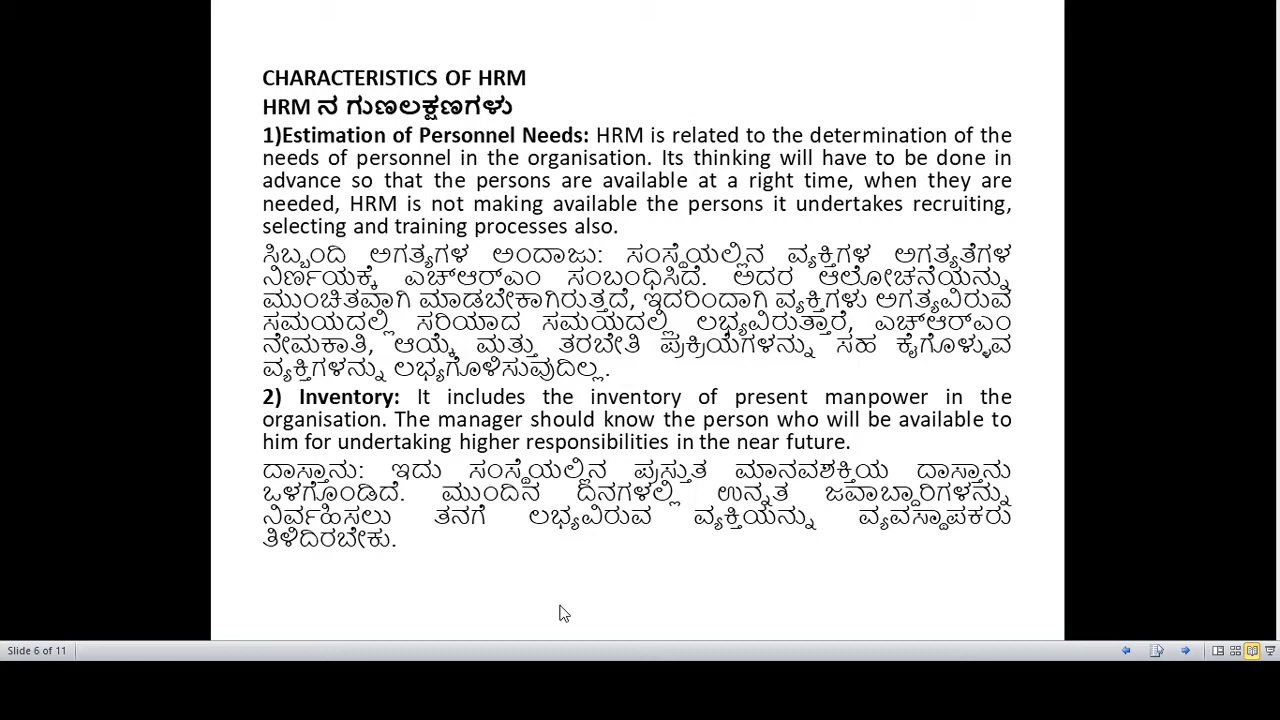 CHARACTERISTICS OF HRM
HRM ನ ಗುಣಲಕ್ಷಣಗಳು
1)Estimation of Personnel Needs: HRM is related to the determination of the
needs of personnel in the organisation. Its thinking will have to be done in
advance so that the persons are available at a right time, when they are
needed, HRM is not making available the persons it undertakes recruiting,
selecting and training processes also.
ಸಿಬ್ಬಂದಿ ಅಗತ್ಯಗಳ ಅಂದಾಜು: ಸಂಸ್ಥೆಯಲ್ಲಿನ ವ್ಯಕ್ತಿಗಳ ಅಗತ್ಯತೆಗಳ
ನಿರ್ಣಯಕ್ಕೆ ಎಚ್ಆರ್ಎಂ ಸಂಬಂಧಿಸಿದೆ. ಅದರ ಆಲೋಚನೆಯನ್ನು
ಮುಂಚಿತವಾಗಿ ಮಾಡಬೇಕಾಗಿರುತ್ತದೆ, ಇದರಿಂದಾಗಿ ವ್ಯಕ್ತಿಗಳು ಅಗತ್ಯವಿರುವ
ಸಮಯದಲ್ಲಿ ಸರಿಯಾದ ಸಮಯದಲ್ಲಿ ಲಭ್ಯವಿರುತ್ತಾರೆ, ಎಚ್ಆರ್ಎಂ
ನೇಮಕಾತಿ, ಆಯ್ಕೆ ಮತ್ತು ತರಬೇತಿ ಪ್ರಕ್ರಿಯೆಗಳನ್ನು ಸಹ ಕೈಗೊಳ್ಳುವ
ವ್ಯಕ್ತಿಗಳನ್ನು ಲಭ್ಯಗೊಳಿಸುವುದಿಲ್ಲ.
2) Inventory: It includes the inventory of present manpower in the
organisation. The manager should know the person who will be available to
him for undertaking higher responsibilities in the near future.
ದಾಸ್ತಾನು: ಇದು ಸಂಸ್ಥೆಯಲ್ಲಿನ ಪ್ರಸ್ತುತ ಮಾನವಶಕ್ತಿಯ ದಾಸ್ತಾನು
ಒಳಗೊಂಡಿದೆ. ಮುಂದಿನ ದಿನಗಳಲ್ಲಿ ಉನ್ನತ ಜವಾಬ್ದಾರಿಗಳನ್ನು
ನಿರ್ವಹಿಸಲು ತನಗೆ ಲಭ್ಯವಿರುವ ವ್ಯಕ್ತಿಯನ್ನು ವ್ಯವಸ್ಥಾಪಕರು
ತಿಳಿದಿರಬೇಕು.
Slide 6 of 11